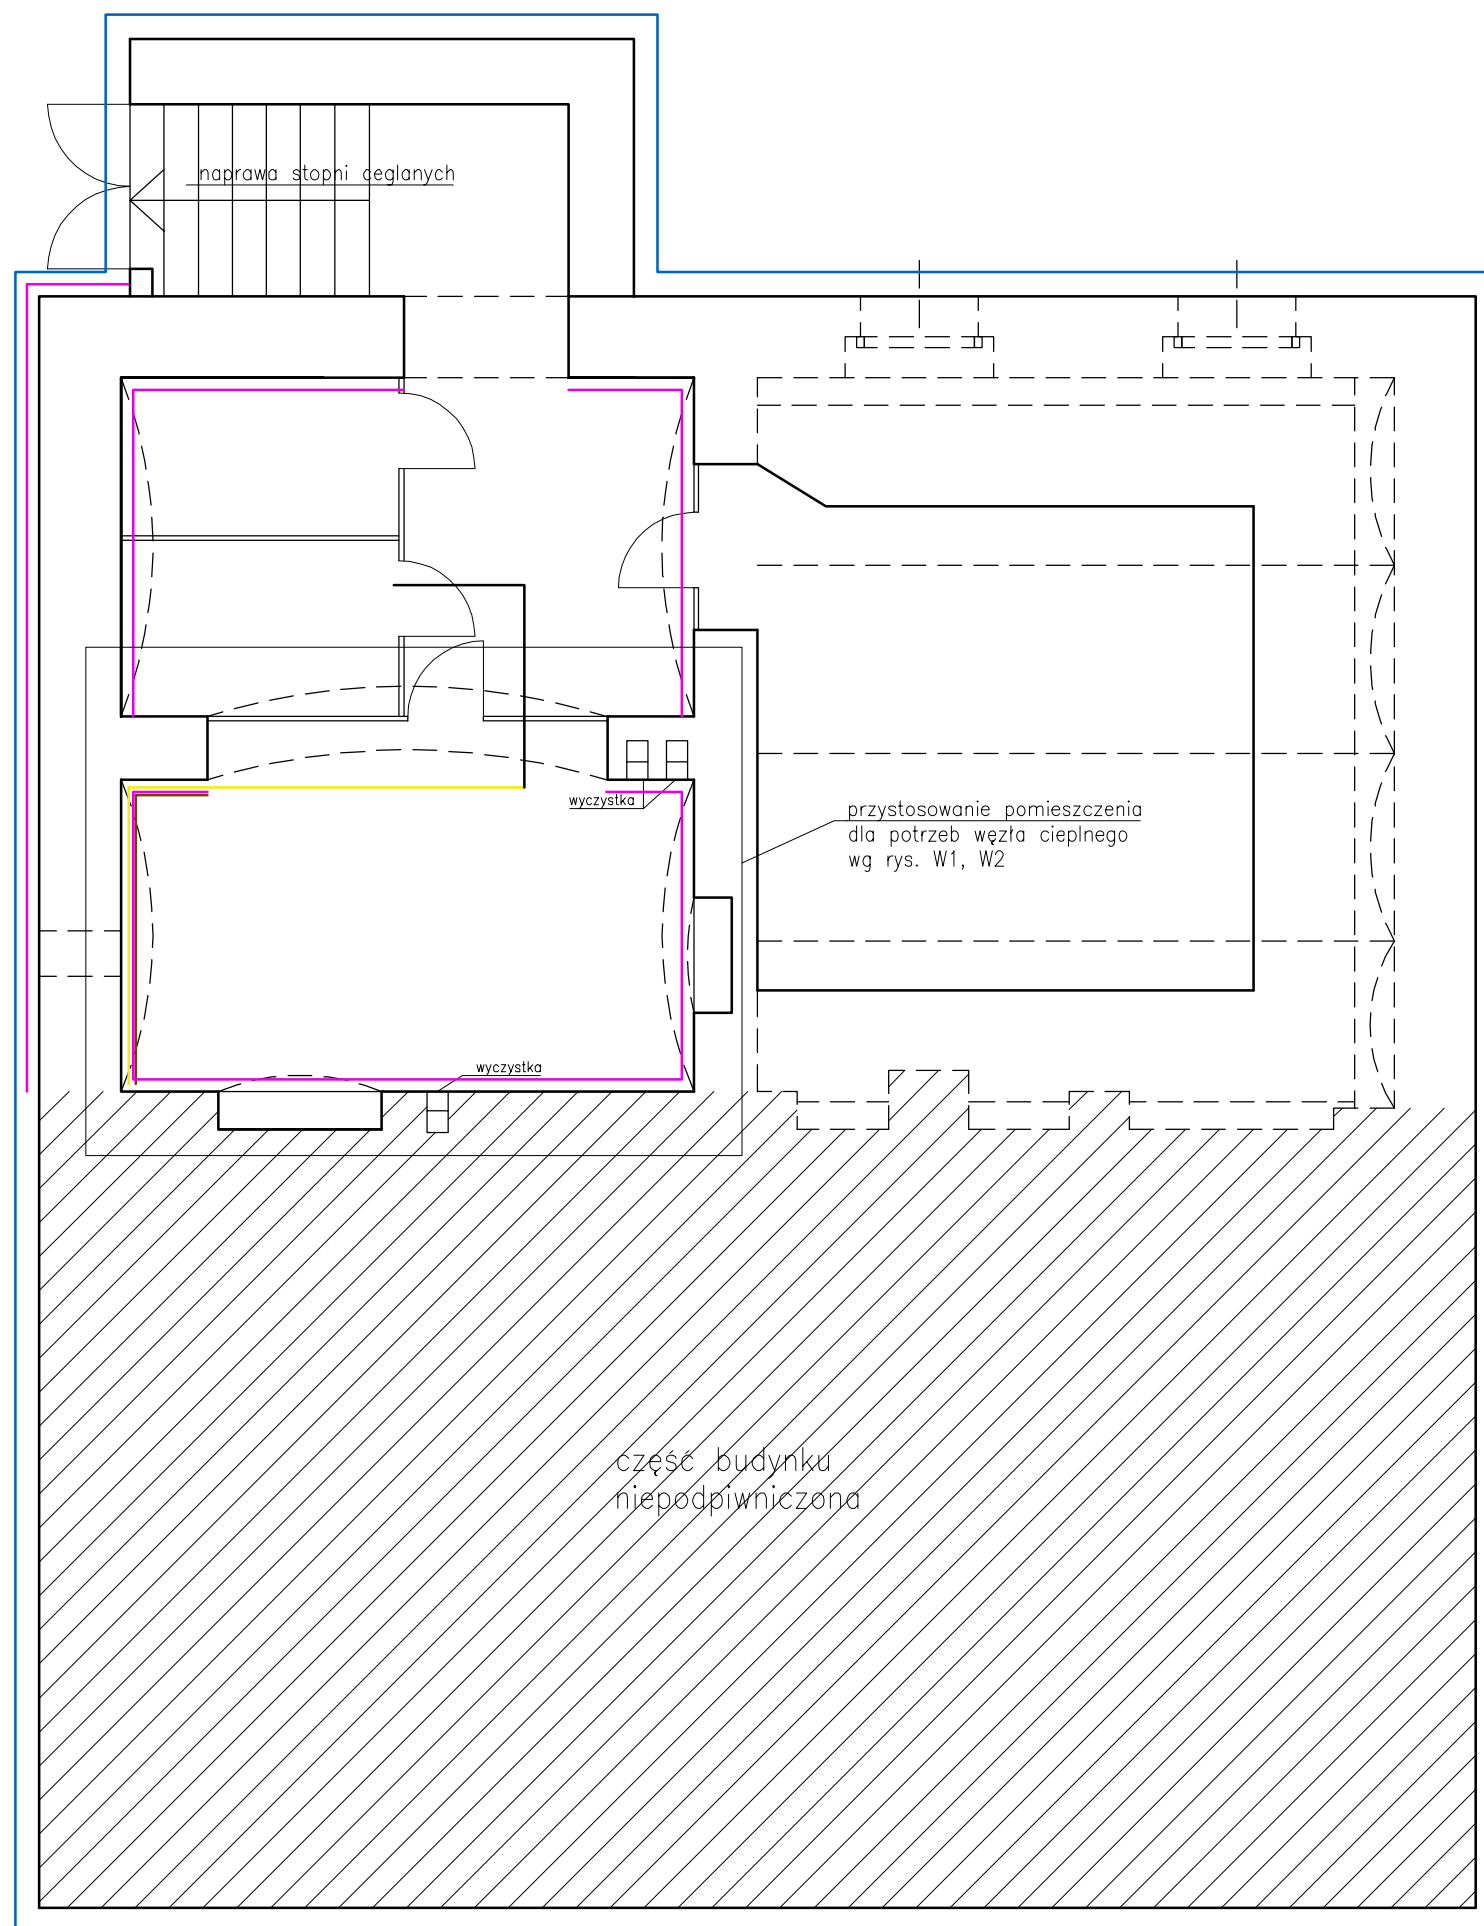 naprawa stopni ceglanych
wyczystka
przystosowanie pomieszczenia
dla potrzeb węzła cieplnego
wg rys. W1, W2
wyczystka
część budynku
niepodpiwniczona